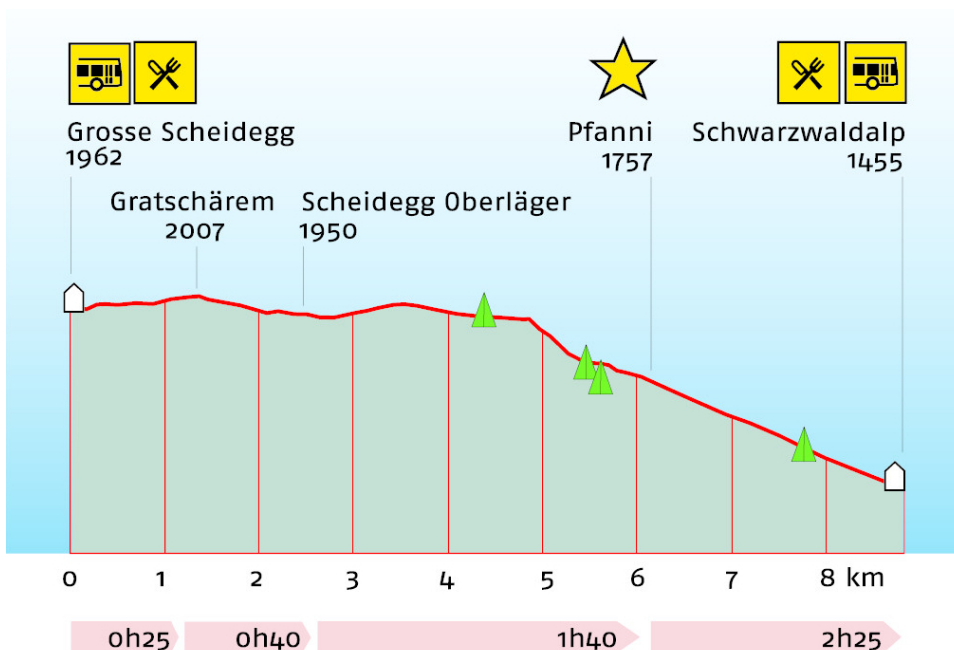 Grosse Scheidegg
1962
Pfanni
1757
Schwarzwaldalp
1455
Gratschärem
2007
Scheidegg Oberläger
1950
0 1 2 3 4 5 6 7 8 km
0h25 0h40 1h40 2h25